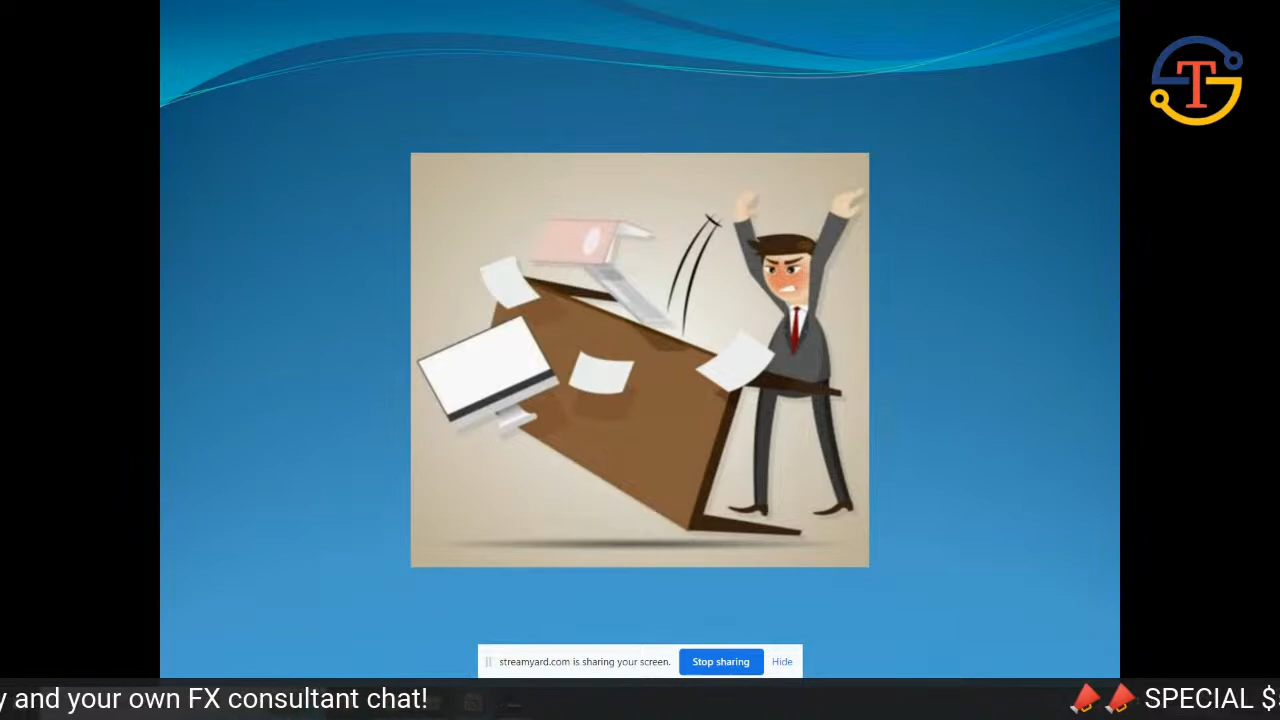 T
streamyard.com is sharing your screen. Stop sharing Hide
y and your own FX consultant chat! 📣📣 SPECIAL $